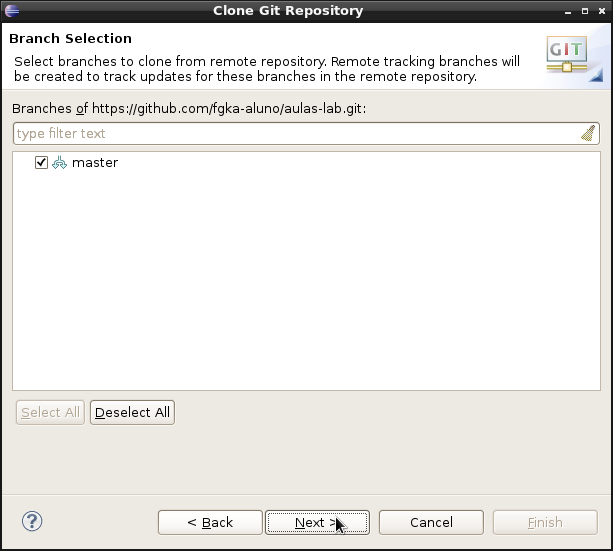 Clone Git Repository
Branch Selection
Select branches to clone from remote repository. Remote tracking branches will
be created to track updates for these branches in the remote repository.
GIT
Branches of https://github.com/fgka-aluno/aulas-lab.git:
type filter text
master
Select All
Deselect All
?
< Back
Next >
Cancel
Finish